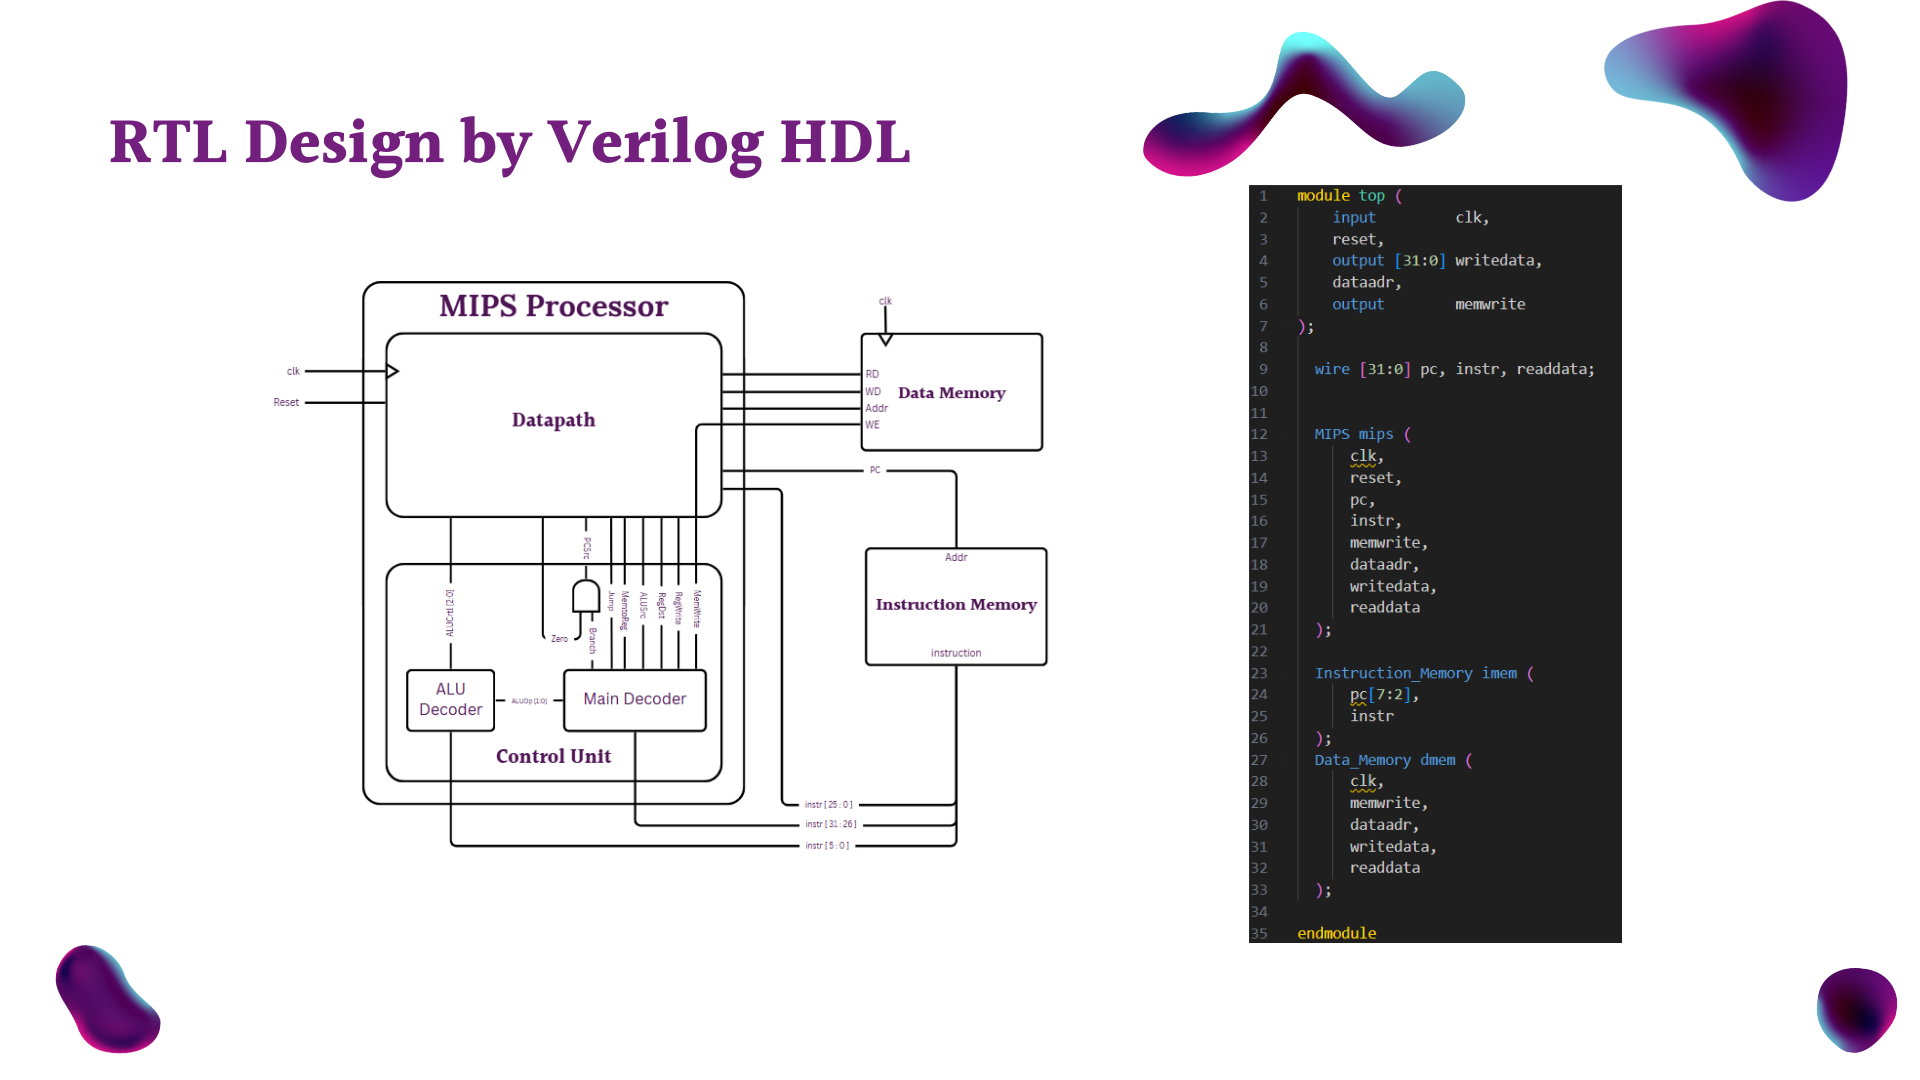 RTL Design by Verilog HDL
MIPS Processor
clk
Reset
Datapath
clk
RD
WD
Addr
WE
Data Memory
PC
Addr
Instruction Memory
instruction
PCSrc
ALUCrtl [2:0]
Zero
Branch
Jump
MemtoReg
ALUSrc
RegDst
RegWrite
MemWrite
ALU
Decoder
ALUOp [1:0]
Main Decoder
Control Unit
instr [ 25 : 0 ]
instr [ 31 : 26 ]
instr [ 5 : 0 ]
1 module top (
2 input clk,
3 reset,
4 output [31:0] writedata,
5 dataadr,
6 output memwrite
7 );
8
9 wire [31:0] pc, instr, readdata;
10
11
12 MIPS mips (
13 clk,
14 reset,
15 pc,
16 instr,
17 memwrite,
18 dataadr,
19 writedata,
20 readdata
21 );
22
23 Instruction_Memory imem (
24 pc[7:2],
25 instr
26 );
27 Data_Memory dmem (
28 clk,
29 memwrite,
30 dataadr,
31 writedata,
32 readdata
33 );
34
35 endmodule